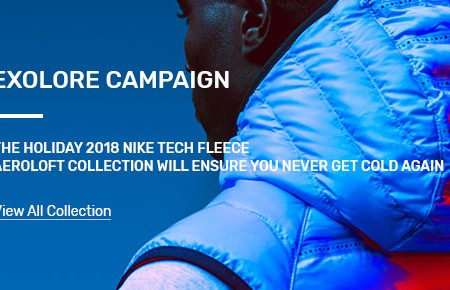 EXOLORE CAMPAIGN
THE HOLIDAY 2018 NIKE TECH FLEECE
AEROLOFT COLLECTION WILL ENSURE YOU NEVER GET COLD AGAIN
View All Collection